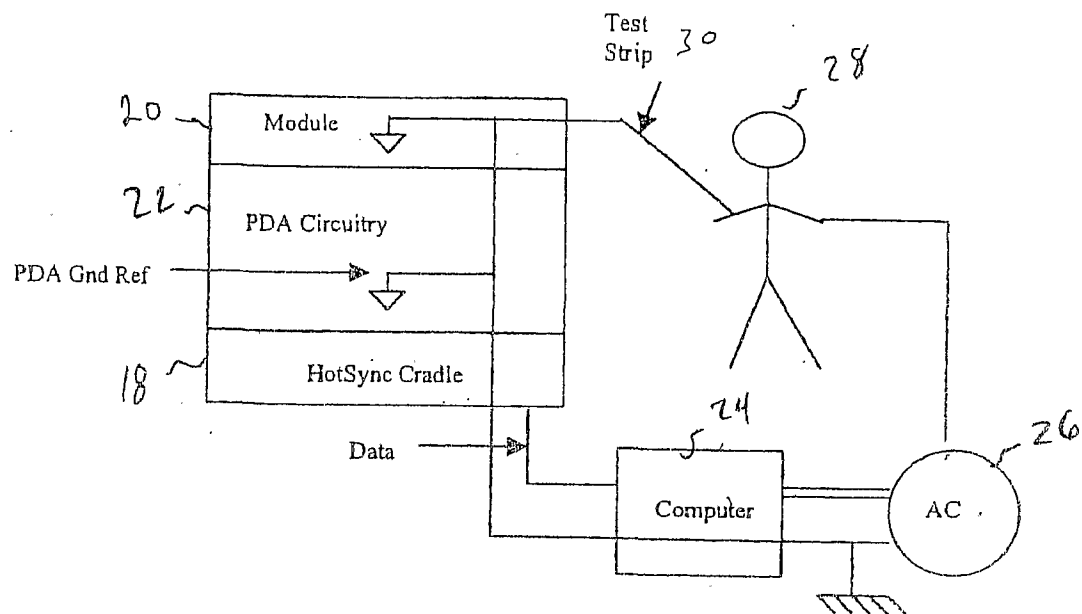 Test
Strip 30
28
20
Module
22
PDA Circuitry
PDA Gnd Ref
18
HotSync Cradle
24
Data
26
Computer
AC